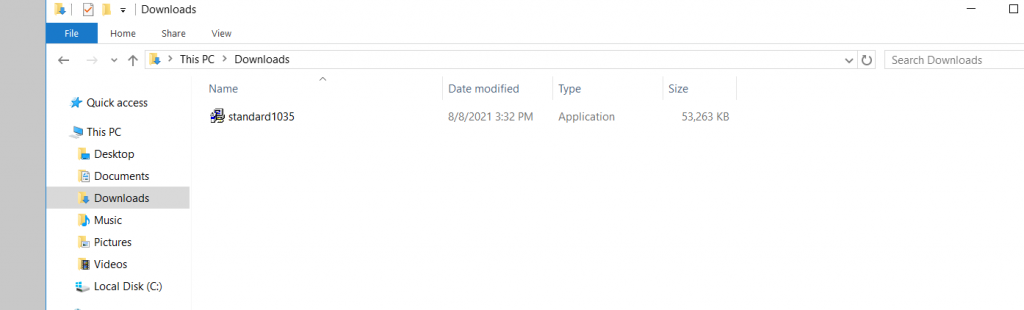 Downloads
File Home Share View
This PC Downloads Search Downloads
Name Date modified Type Size
Quick access
standard1035 8/8/2021 3:32 PM Application 53,263 KB
This PC
Desktop
Documents
Downloads
Music
Pictures
Videos
Local Disk (C:)